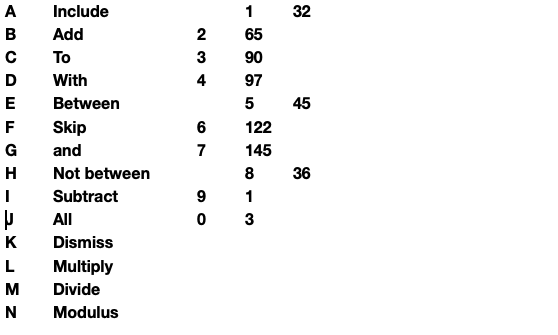 A Include 1 32
B Add 2 65
C To 3 90
D With 4 97
E Between 5 45
F Skip 6 122
G and 7 145
H Not between 8 36
I Subtract 9 1
J All 0 3
K Dismiss
L Multiply
M Divide
N Modulus